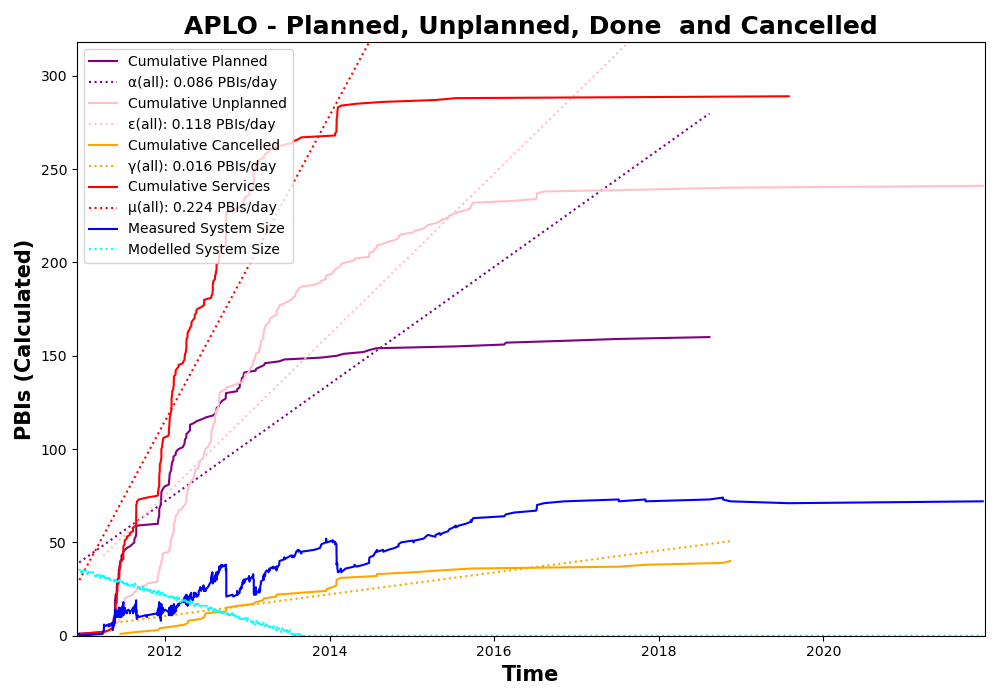 APLO - Planned, Unplanned, Done  and Cancelled
PBIs (Calculated)
300
250
200
150
100
50
0
Cumulative Planned
α(all): 0.086 PBIs/day
Cumulative Unplanned
ε(all): 0.118 PBIs/day
Cumulative Cancelled
γ(all): 0.016 PBIs/day
Cumulative Services
μ(all): 0.224 PBIs/day
Measured System Size
Modelled System Size
2012 2014 2016 2018 2020
Time